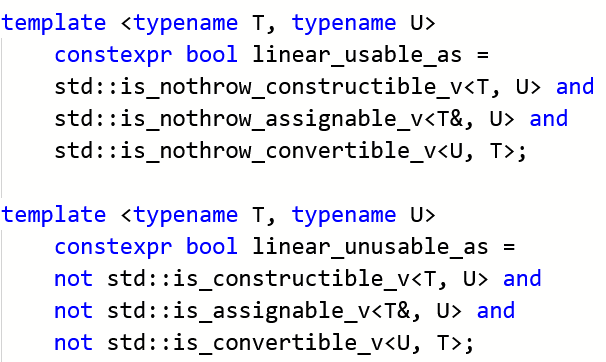 template <typename T, typename U>
    constexpr bool linear_usable_as =
    std::is_nothrow_constructible_v<T, U> and
    std::is_nothrow_assignable_v<T&, U> and
    std::is_nothrow_convertible_v<U, T>;

template <typename T, typename U>
    constexpr bool linear_unusable_as =
    not std::is_constructible_v<T, U> and
    not std::is_assignable_v<T&, U> and
    not std::is_convertible_v<U, T>;